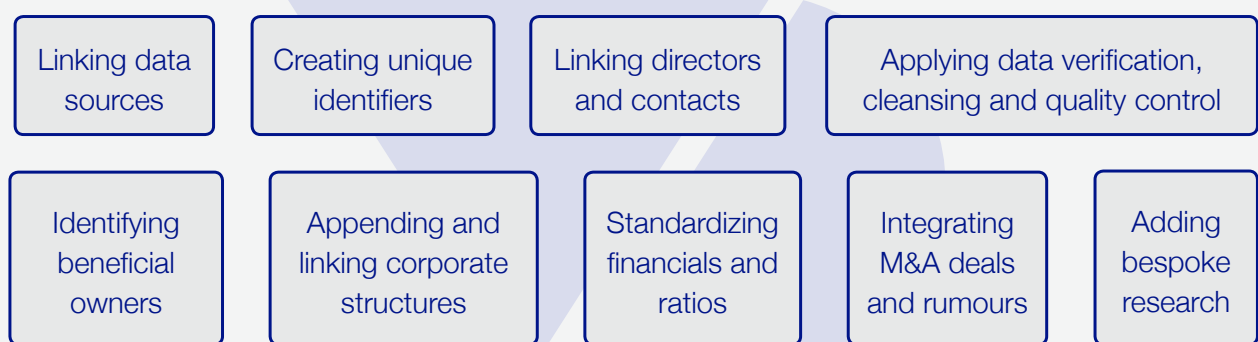 Linking data
sources
Creating unique
identifiers
Linking directors
and contacts
Applying data verification,
cleansing and quality control
Identifying
beneficial
owners
Appending and
linking corporate
structures
Standardizing
financials and
ratios
Integrating
M&A deals
and rumours
Adding
bespoke
research